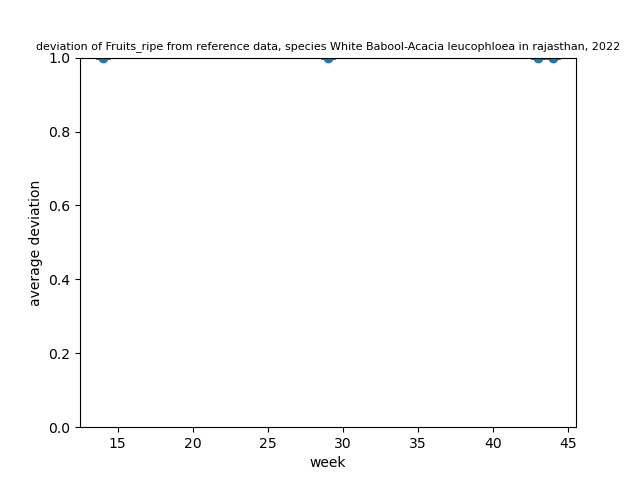 deviation of Fruits_ripe from reference data, species White Babool-Acacia leucophloea in rajasthan, 2022
1.0
0.8
0.6
0.4
0.2
0.0
average deviation
15 20 25 30 35 40 45
week